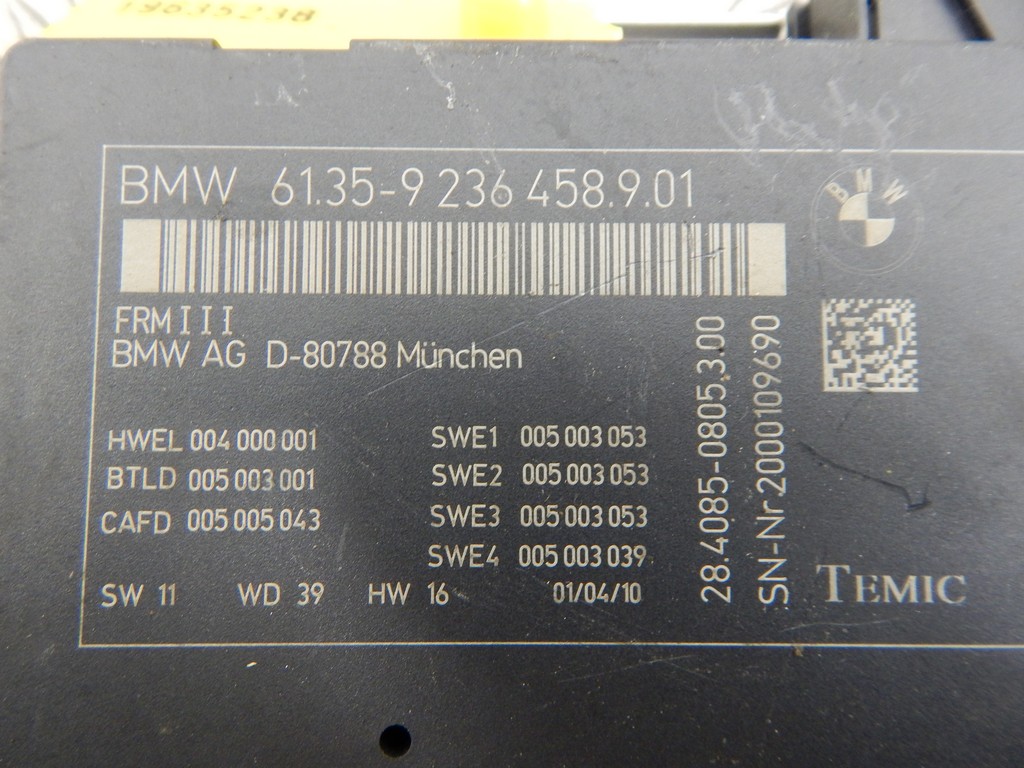 BMW 61.35-9 236 458.9.01
BMW
FRM III
BMW AG D-80788 München
HWEL 004 000 001
BTLD 005 003 001
CAFD 005 005 043
SWE1 005 003 053
SWE2 005 003 053
SWE3 005 003 053
SWE4 005 003 039
SW 11 WD 39 HW 16 01/04/10
28.4085-0805.3.00
SN-Nr.2000109690
TEMIC